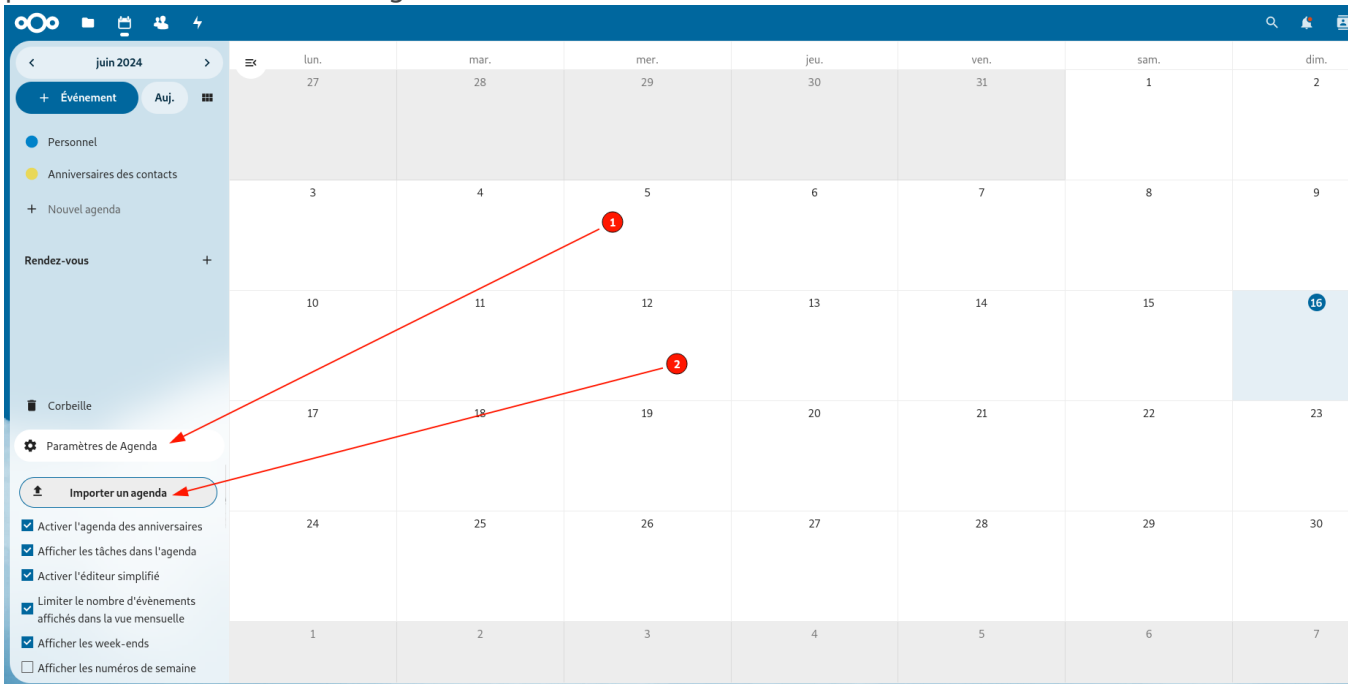 juin 2024
+ Événement Auj.
Personnel
Anniversaires des contacts
+ Nouvel agenda
Rendez-vous +
Corbeille
Paramètres de Agenda
Importer un agenda
Activer l'agenda des anniversaires
Afficher les tâches dans l'agenda
Activer l'éditeur simplifié
Limiter le nombre d'évènements
affichés dans la vue mensuelle
Afficher les week-ends
Afficher les numéros de semaine
lun. mar. mer. jeu. ven. sam. dim.
27 28 29 30 31 1 2
3 4 5 6 7 8 9
1
10 11 12 13 14 15 16
2
17 18 19 20 21 22 23
24 25 26 27 28 29 30
1 2 3 4 5 6 7